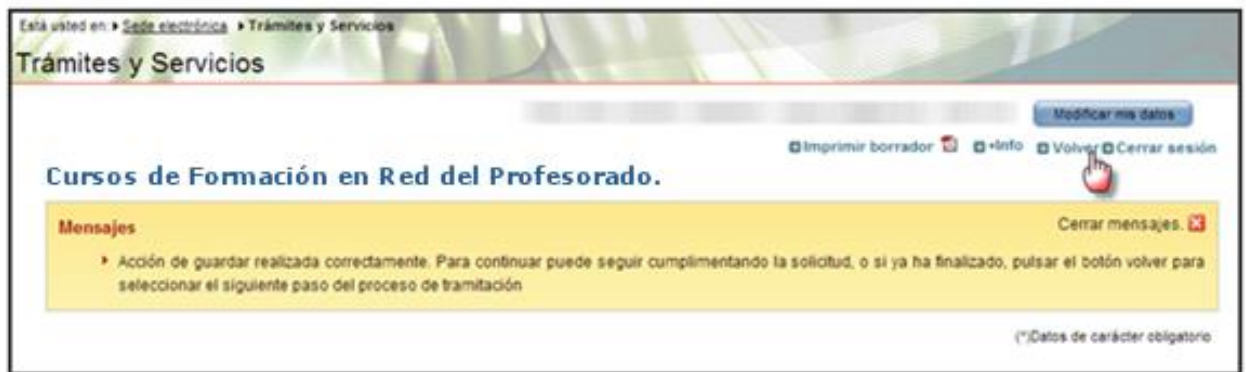 Está usted en: Sede electrónica Trámites y Servicios
Trámites y Servicios
Modificar mis datos
Imprimir borrador +Info Volver Cerrar sesión
Cursos de Formación en Red del Profesorado.
Mensajes Cerrar mensajes.
Acción de guardar realizada correctamente. Para continuar puede seguir cumplimentando la solicitud, o si ya ha finalizado, pulsar el botón volver para
seleccionar el siguiente paso del proceso de tramitación
(*)Datos de carácter obligatorio